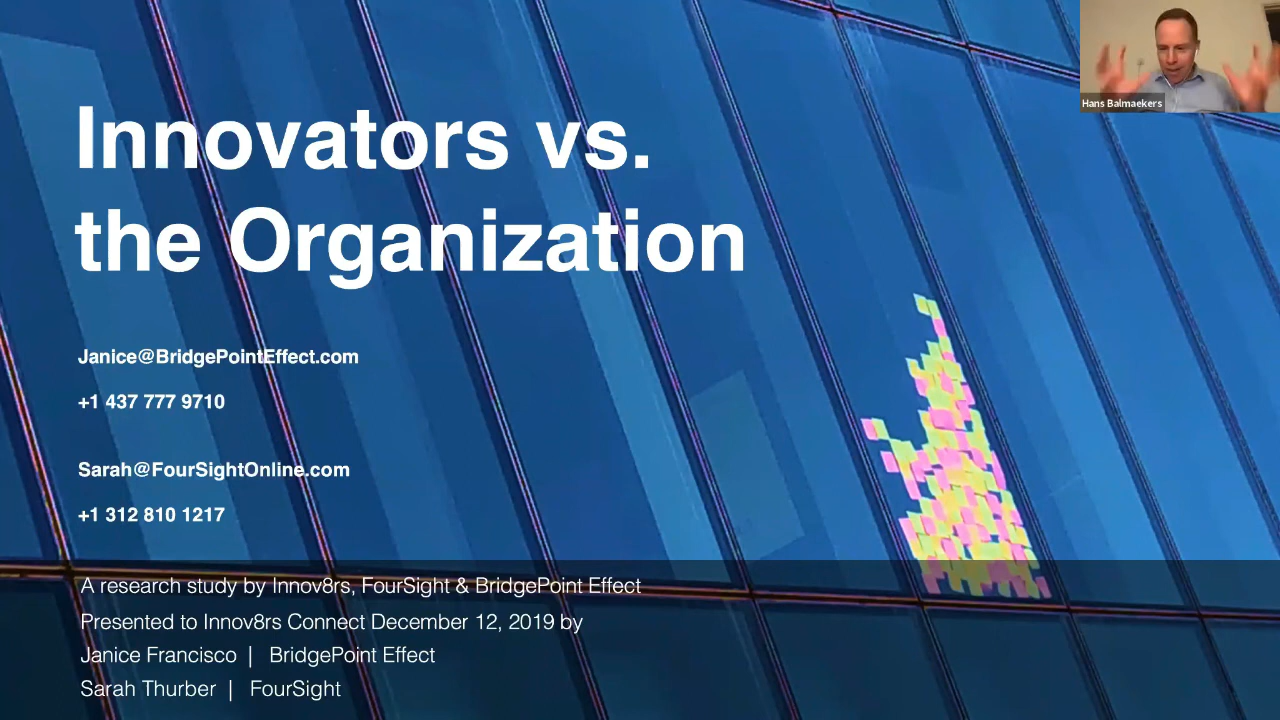 Innovators vs.
the Organization
Janice@BridgePointEffect.com
+1 437 777 9710
Sarah@FourSightOnline.com
+1 312 810 1217
A research study by Innov8rs, FourSight & BridgePoint Effect
Presented to Innov8rs Connect December 12, 2019 by
Janice Francisco | BridgePoint Effect
Sarah Thurber | FourSight
Hans Balmaekers